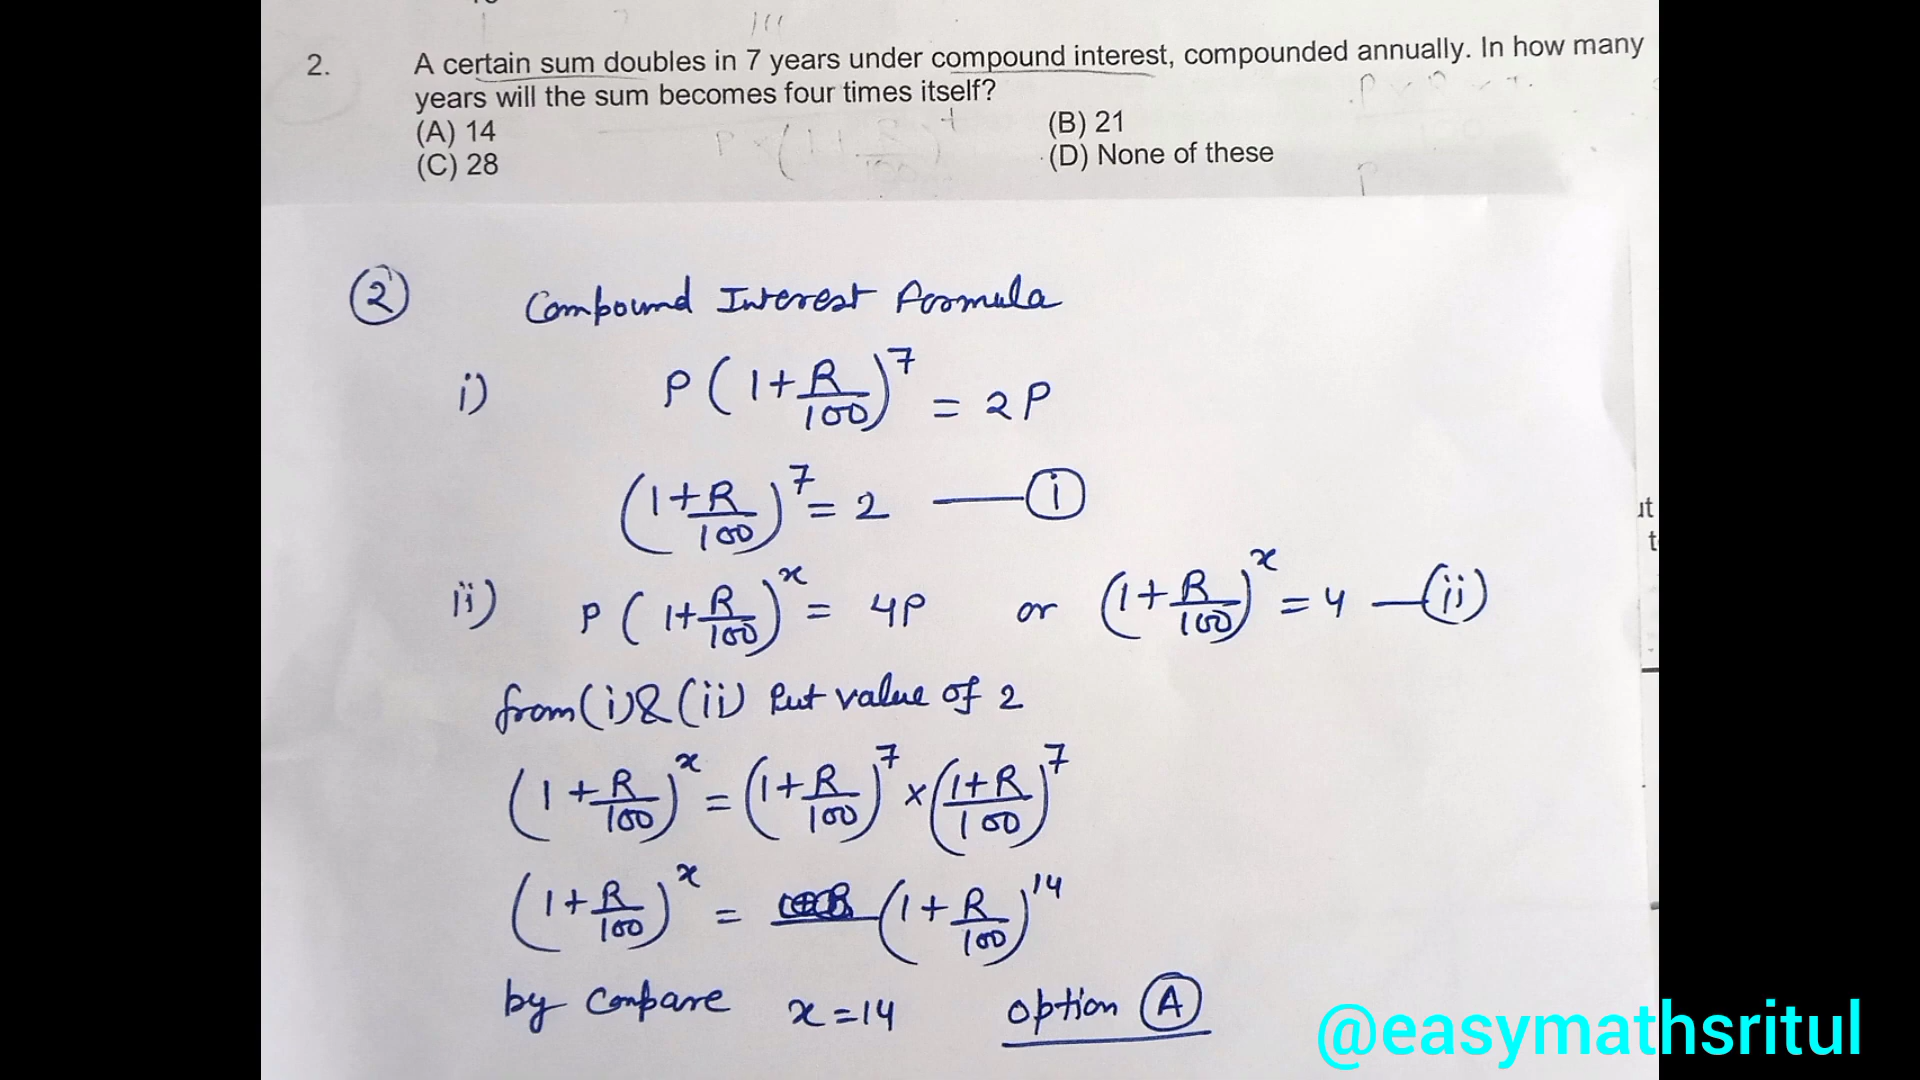 2. A certain sum doubles in 7 years under compound interest, compounded annually. In how many
years will the sum becomes four times itself?
(A) 14 (B) 21
(C) 28 (D) None of these
② Compound Interest Formula
i) P(1+R/100)^7 = 2P
(1+R/100)^7 = 2 — ⓘ
ii) P(1+R/100)^x = 4P or (1+R/100)^x = 4 — (ii)
from (i) & (ii) Put value of 2
(1+R/100)^x = (1+R/100)^7 × (1+R/100)^7
(1+R/100)^x = (1+R/100)^14
by compare x = 14 option Ⓐ
@easymathsritul